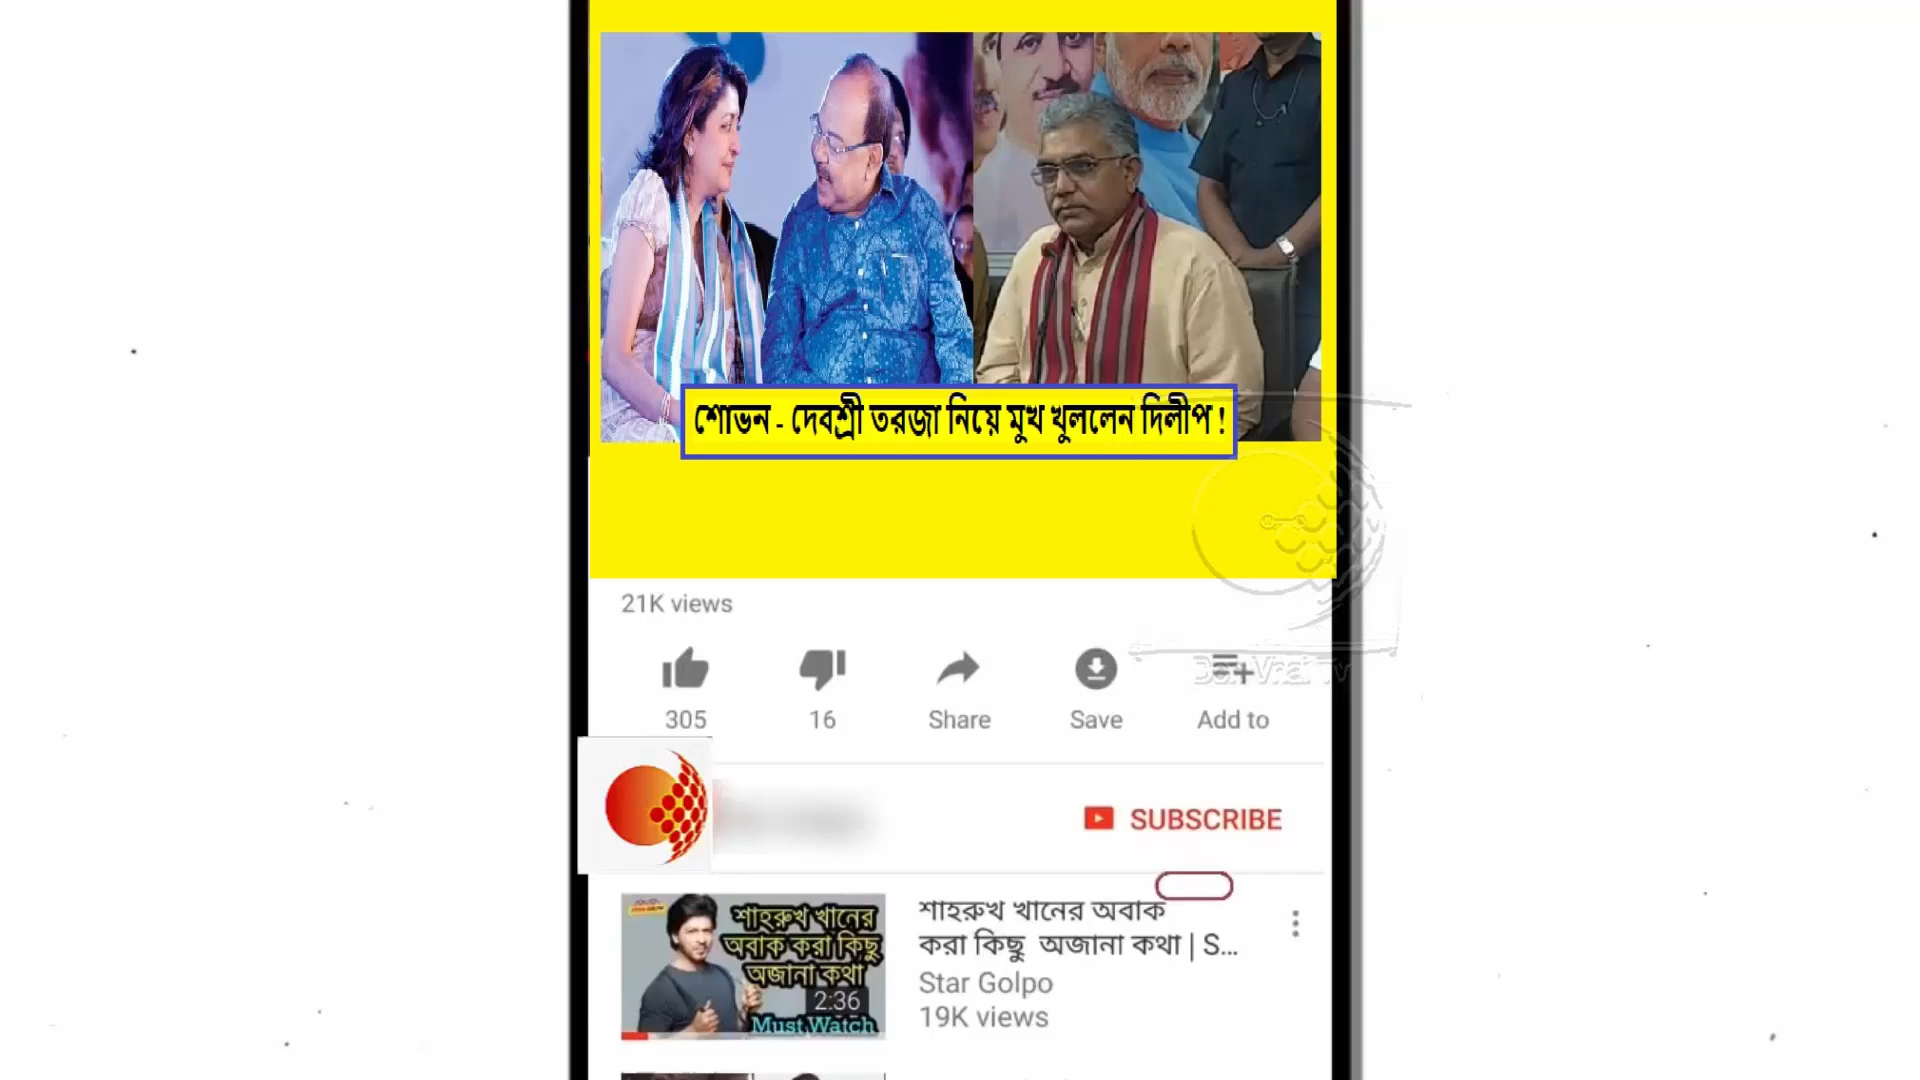 শোভন - দেবশ্রী তরজা নিয়ে মুখ খুললেন দিলীপ !
21K views
305
16
Share
Save
Add to
SUBSCRIBE
শাহরুখ খানের
অবাক করা কিছু
অজানা কথা
2:36
Must Watch
শাহরুখ খানের অবাক
করা কিছু অজানা কথা | S...
Star Golpo
19K views